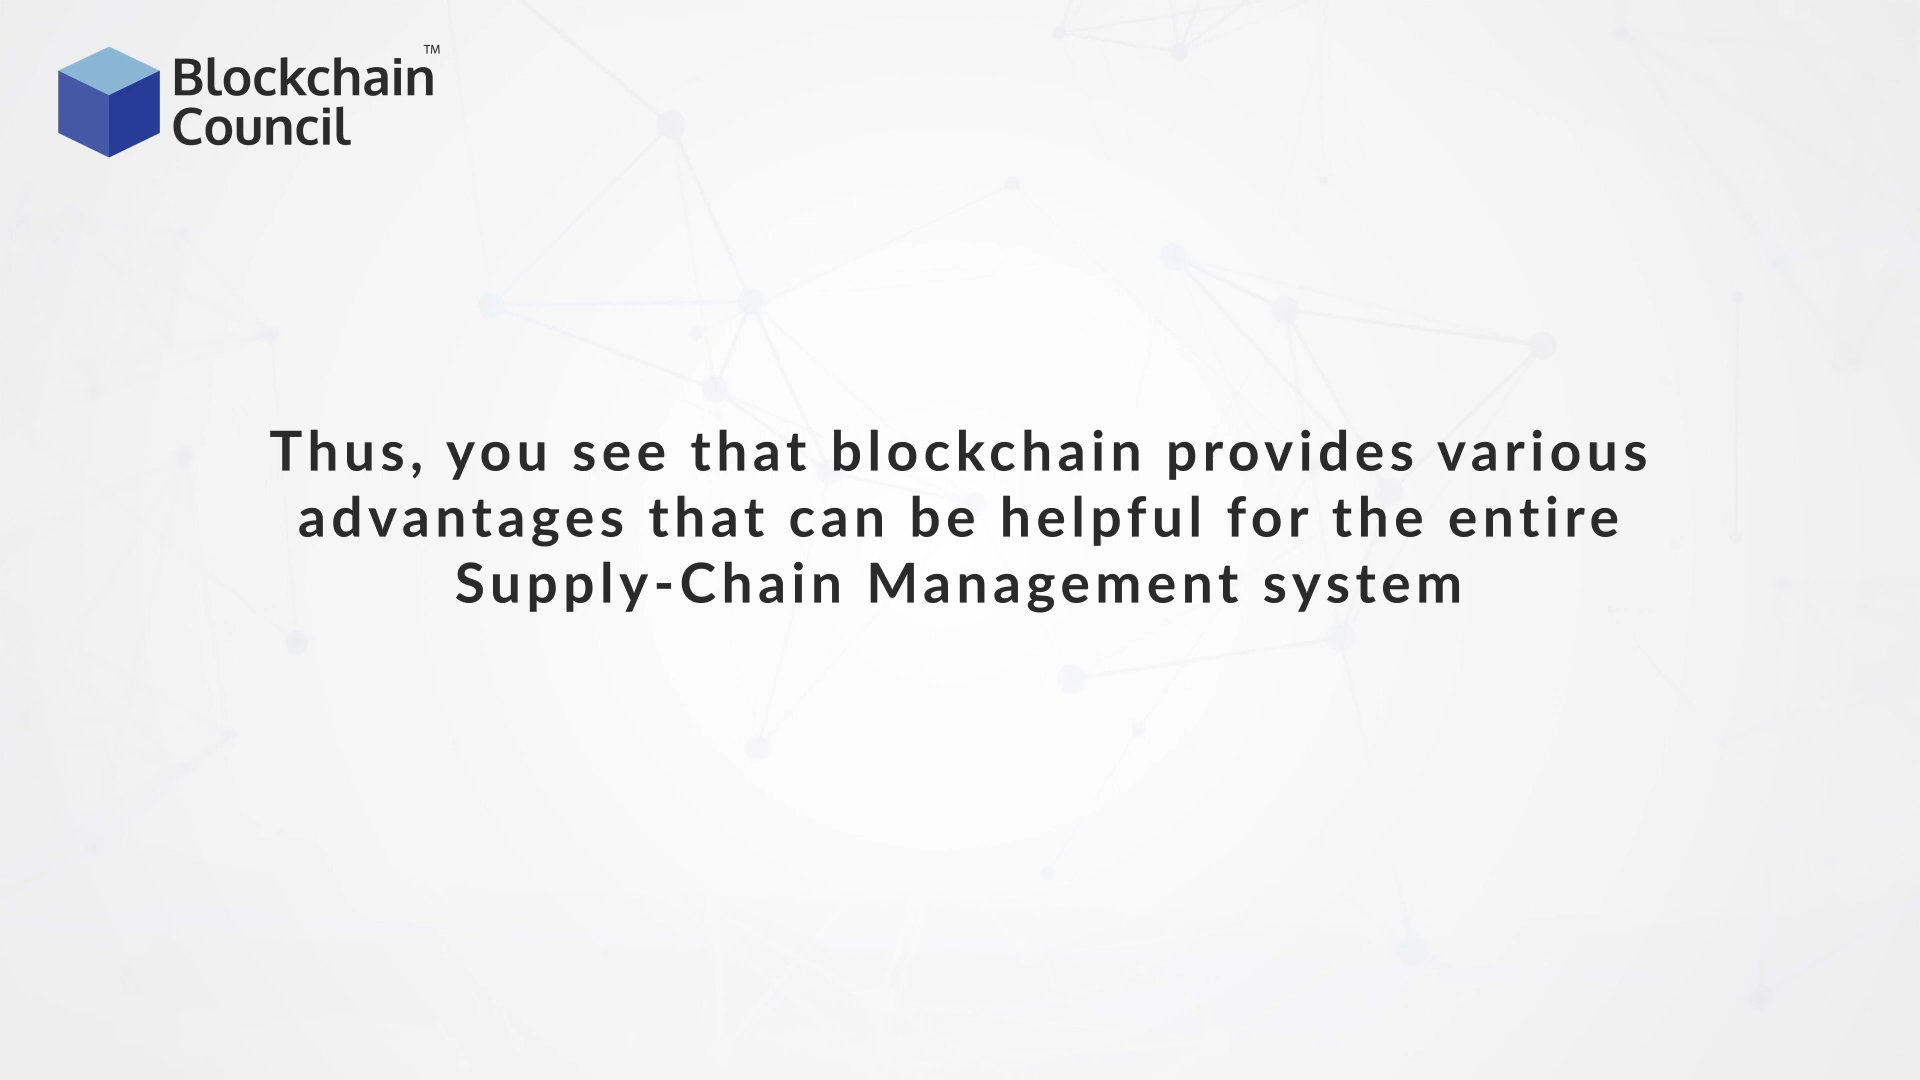 Blockchain™
Council
Thus, you see that blockchain provides various
advantages that can be helpful for the entire
Supply-Chain Management system